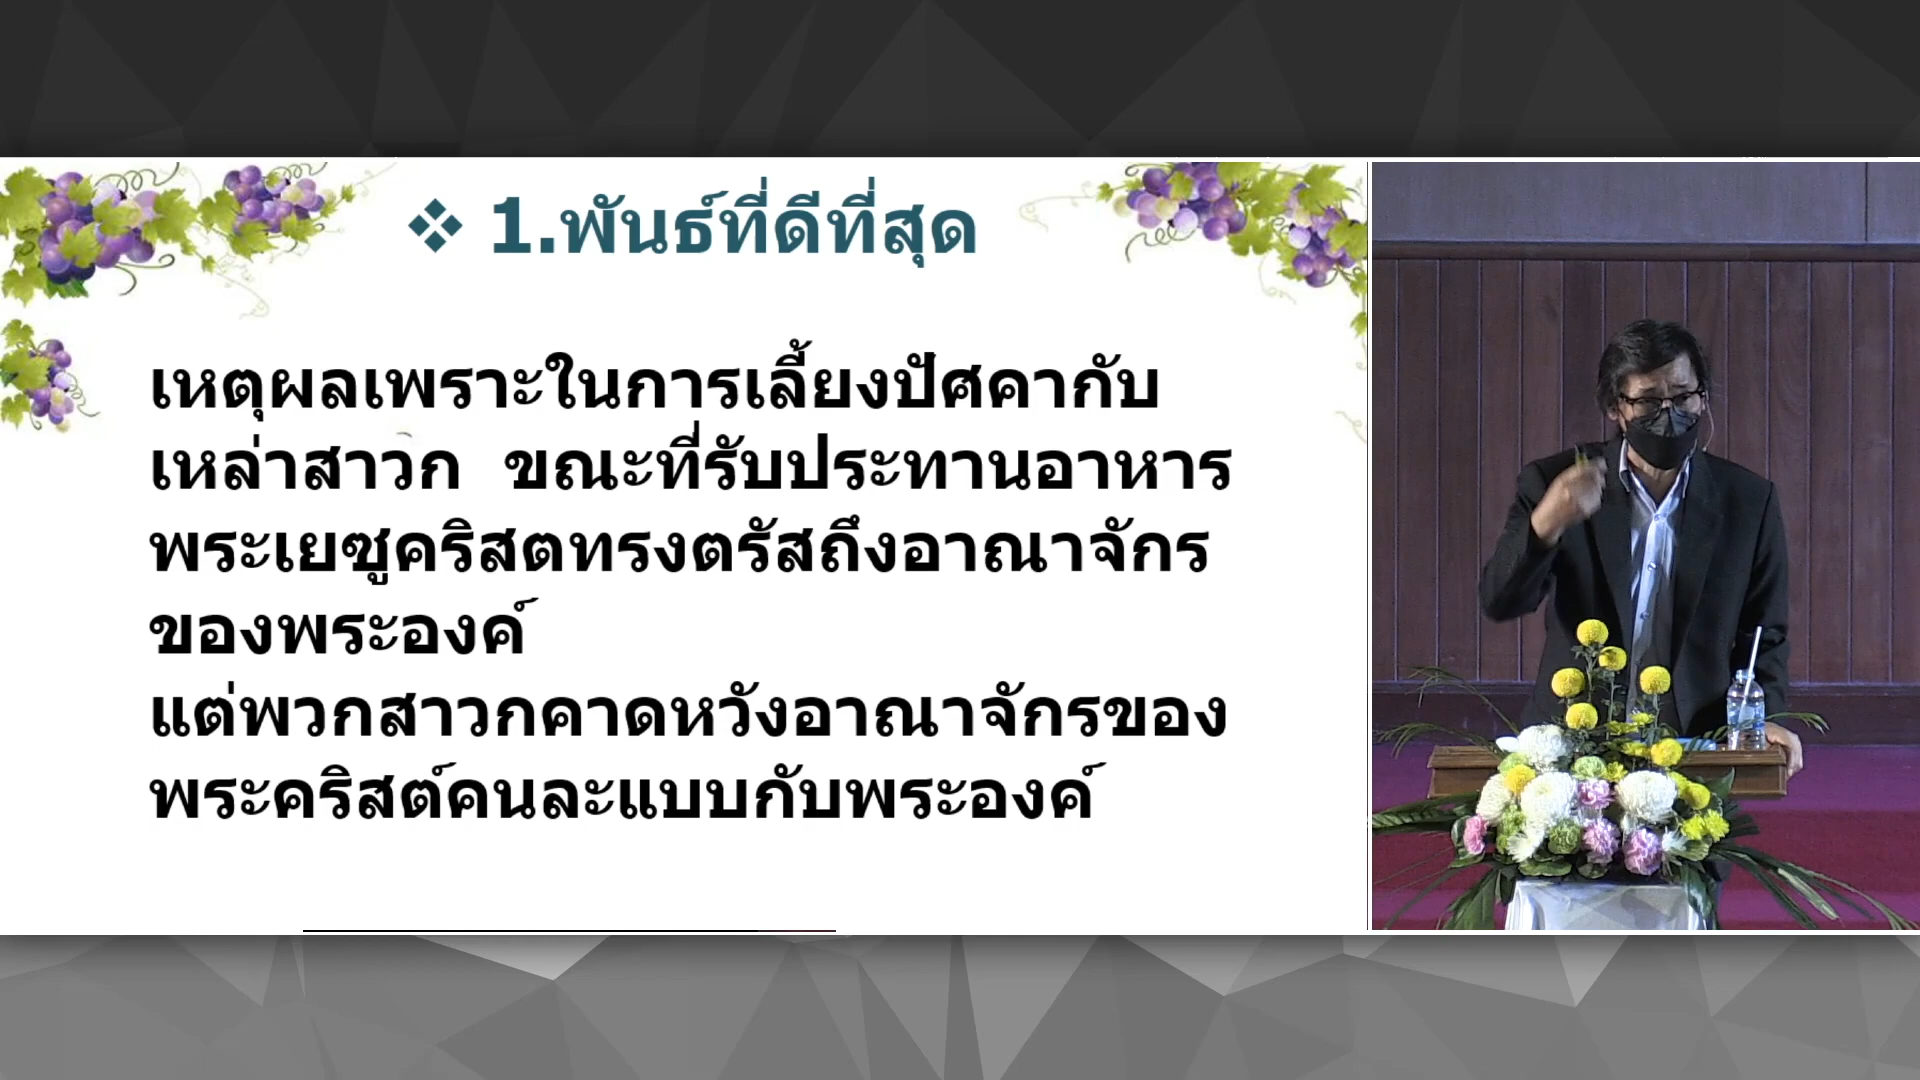 ❖ 1.พันธ์ที่ดีที่สุด
เหตุผลเพราะในการเลี้ยงปัศคากับ
เหล่าสาวก ขณะที่รับประทานอาหาร
พระเยซูคริสตทรงตรัสถึงอาณาจักร
ของพระองค์
แต่พวกสาวกคาดหวังอาณาจักรของ
พระคริสต์คนละแบบกับพระองค์